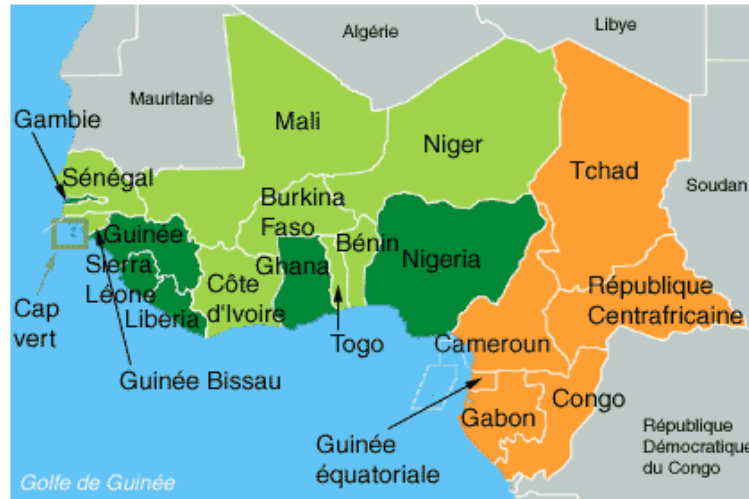 Algérie
Libye
Mauritanie
Gambie
Mali
Niger
Tchad
Sénégal
Soudan
Burkina
Faso
Bénin
Guinée
Ghana
Nigeria
Sierra
Léone
Côte
d'Ivoire
République
Centrafricaine
Cap
vert
Liberia
Togo
Cameroun
Guinée Bissau
Congo
Gabon
Guinée
équatoriale
République
Démocratique
du Congo
Golfe de Guinée